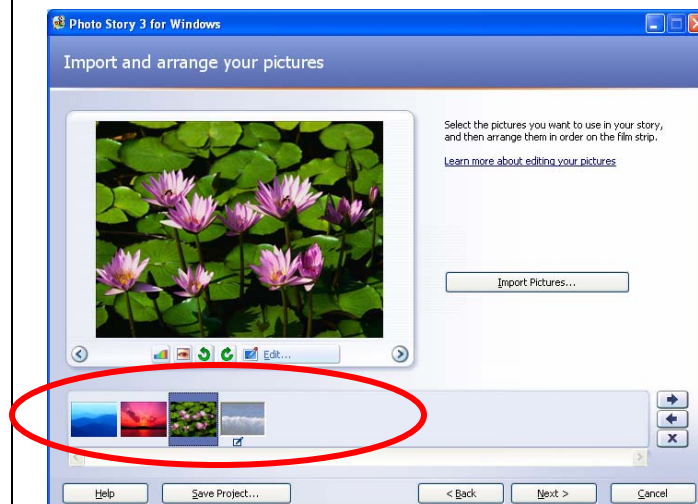 Photo Story 3 for Windows
Import and arrange your pictures
Select the pictures you want to use in your story,
and then arrange them in order on the film strip.
Learn more about editing your pictures
Import Pictures...
Edit...
Help
Save Project...
< Back
Next >
Cancel